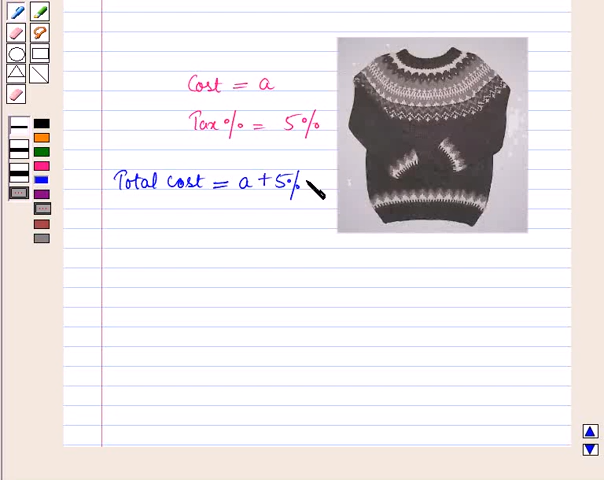 Cost = a
Tax% = 5%
Total cost = a + 5%